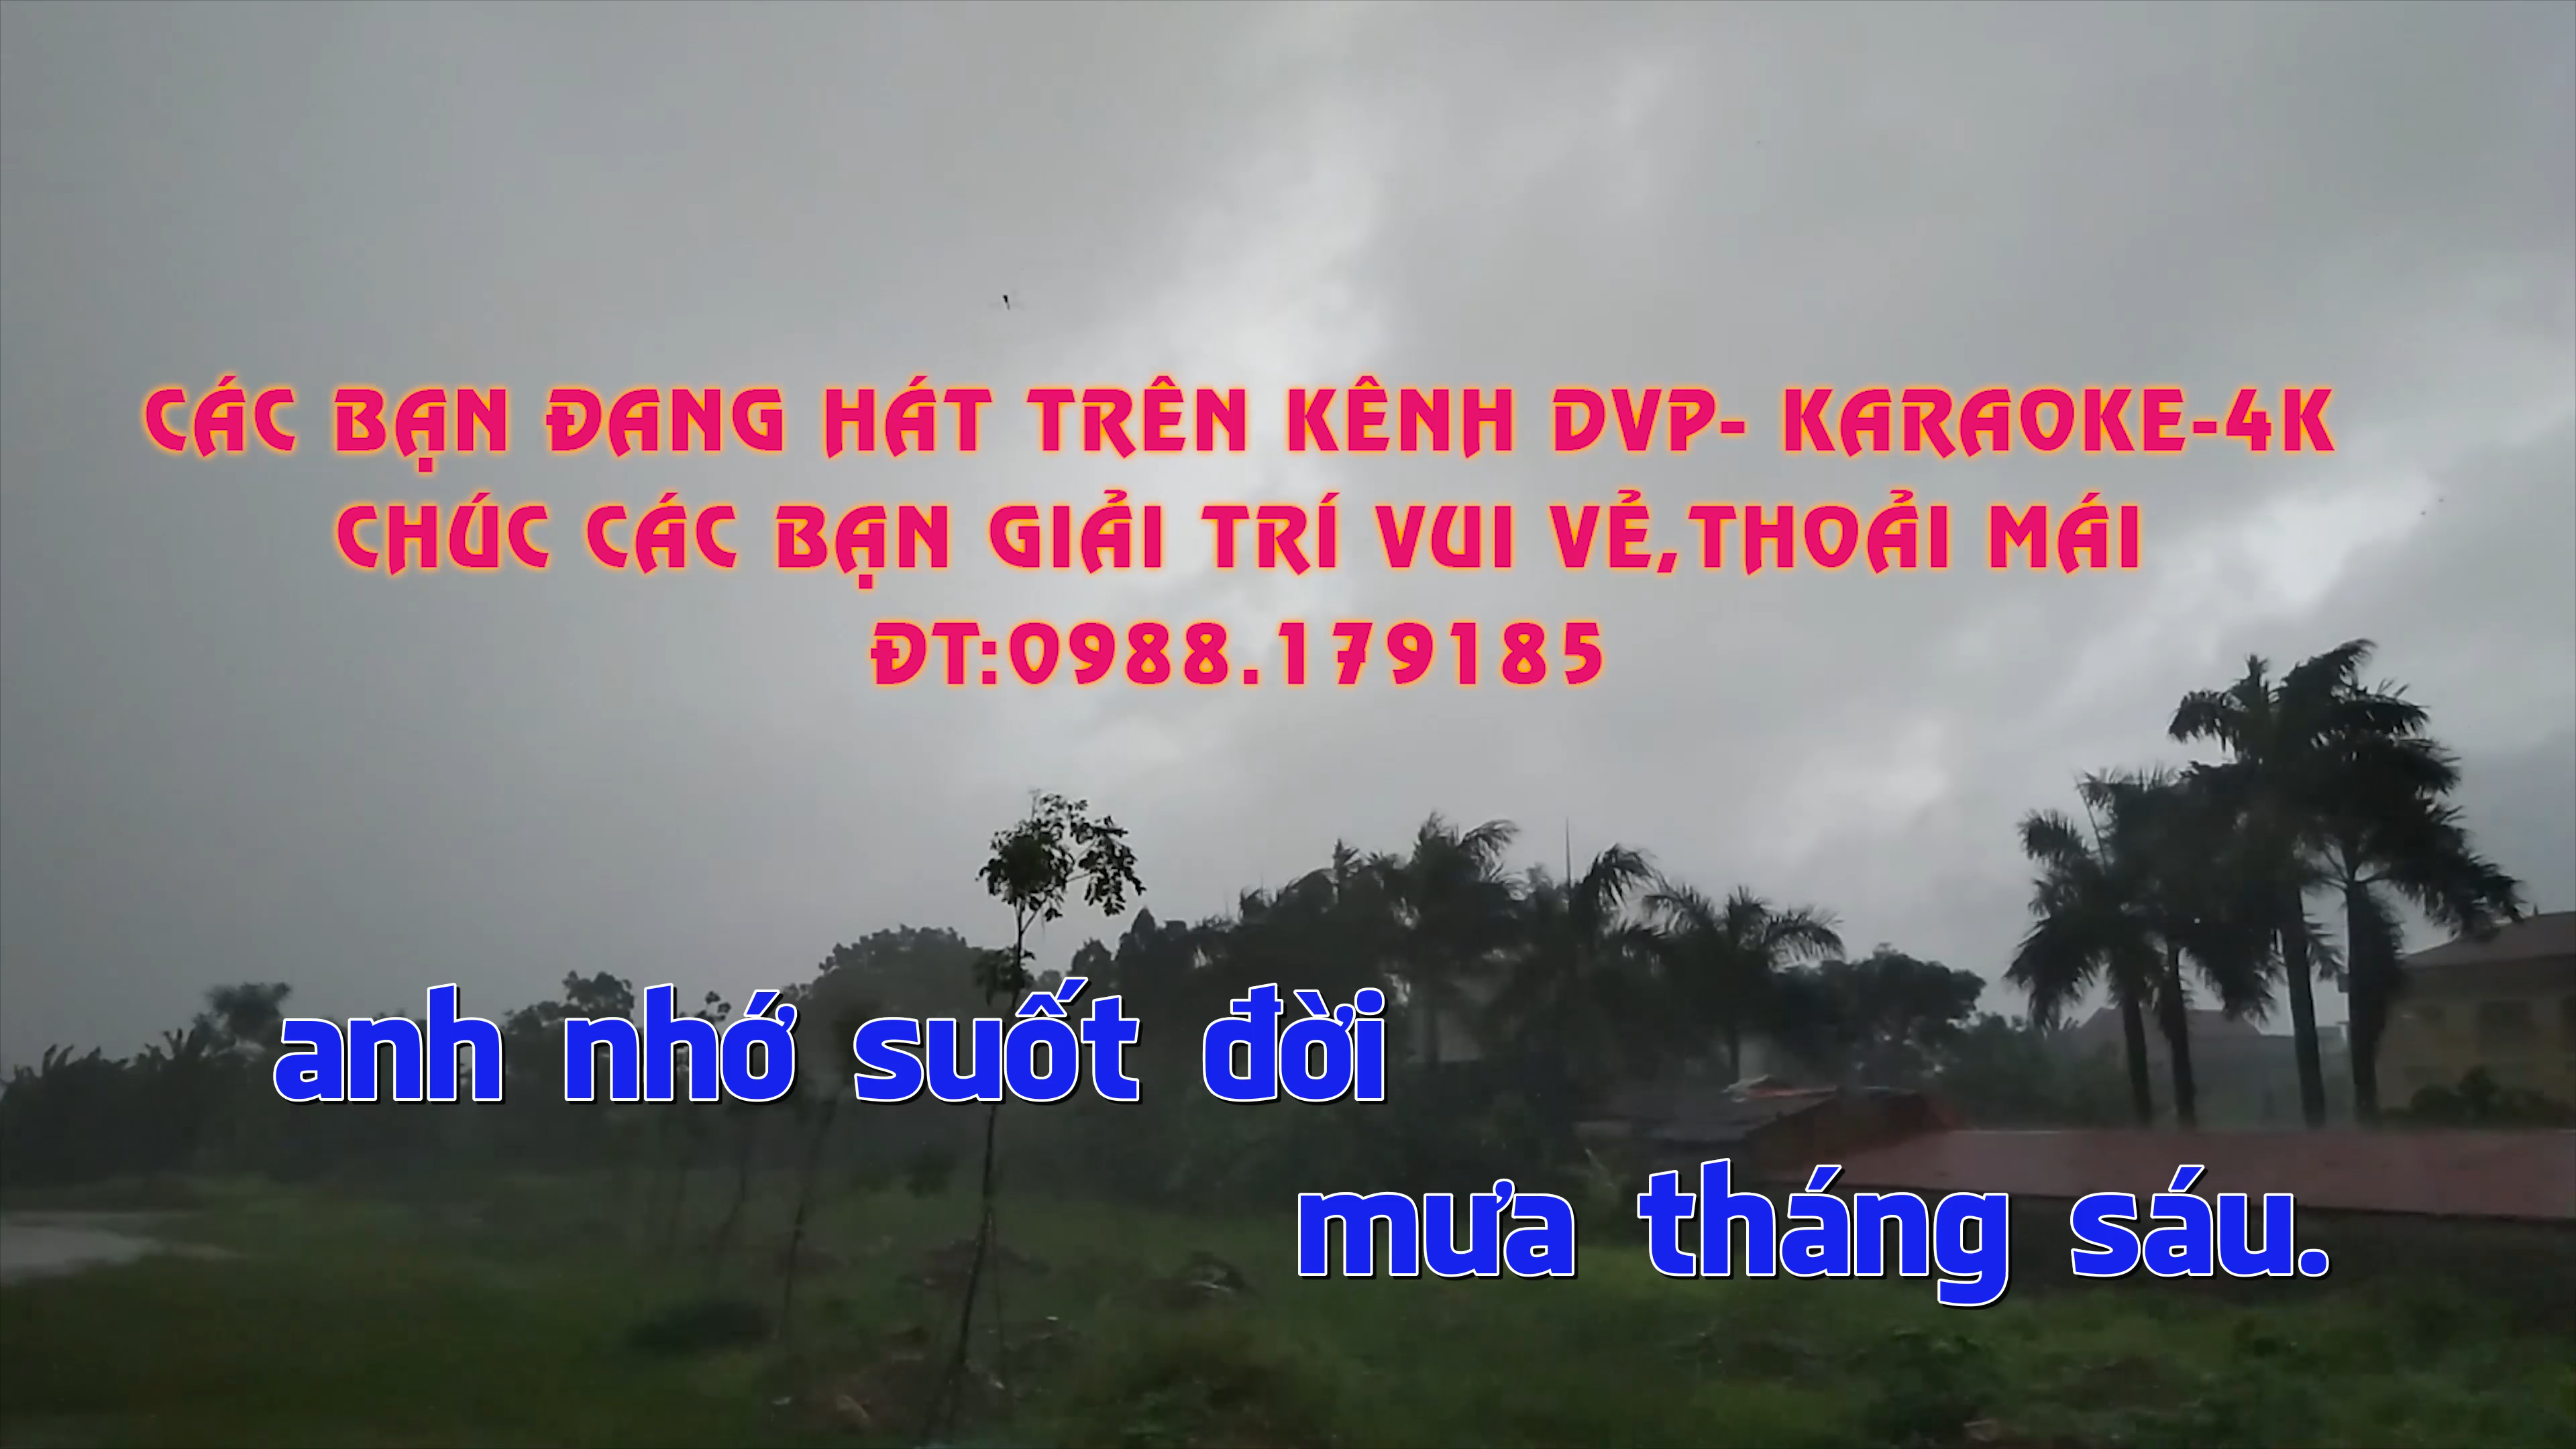 CÁC BẠN ĐANG HÁT TRÊN KÊNH DVP- KARAOKE-4K
CHÚC CÁC BẠN GIẢI TRÍ VUI VẺ,THOẢI MÁI
ĐT:0988.179185
anh nhớ suốt đời
mưa tháng sáu.